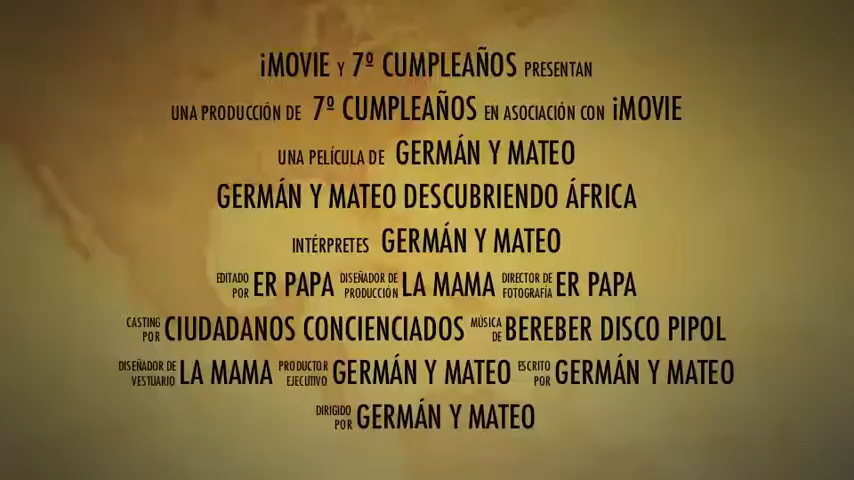 iMOVIE Y 7º CUMPLEAÑOS PRESENTAN
UNA PRODUCCIÓN DE 7º CUMPLEAÑOS EN ASOCIACIÓN CON iMOVIE
UNA PELÍCULA DE GERMÁN Y MATEO
GERMÁN Y MATEO DESCUBRIENDO ÁFRICA
INTÉRPRETES GERMÁN Y MATEO
EDITADO POR ER PAPA DISEÑADOR DE PRODUCCIÓN LA MAMA DIRECTOR DE FOTOGRAFÍA ER PAPA
CASTING POR CIUDADANOS CONCIENCIADOS MÚSICA DE BEREBER DISCO PIPOL
DISEÑADOR DE VESTUARIO LA MAMA PRODUCTOR EJECUTIVO GERMÁN Y MATEO ESCRITO POR GERMÁN Y MATEO
DIRIGIDO POR GERMÁN Y MATEO